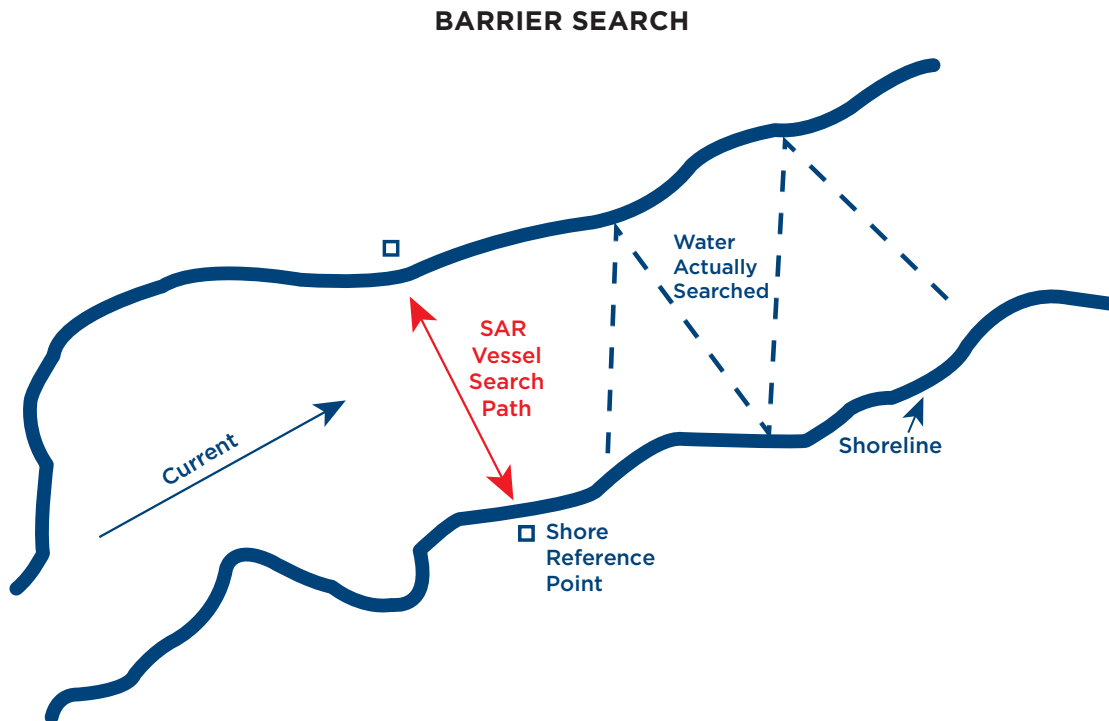 BARRIER SEARCH
Water
Actually
Searched
SAR
Vessel
Search
Path
Current
Shoreline
Shore
Reference
Point